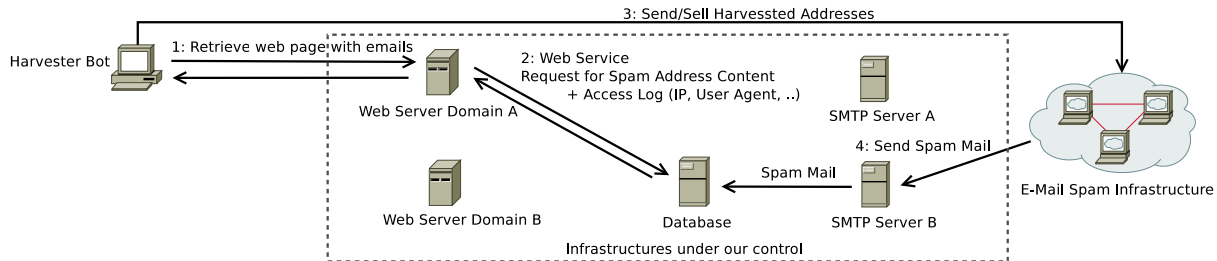 3: Send/Sell Harvessted Addresses
1: Retrieve web page with emails
Harvester Bot
2: Web Service
Request for Spam Address Content
+ Access Log (IP, User Agent, ..)
Web Server Domain A
SMTP Server A
4: Send Spam Mail
Spam Mail
E-Mail Spam Infrastructure
Web Server Domain B
Database
SMTP Server B
Infrastructures under our control